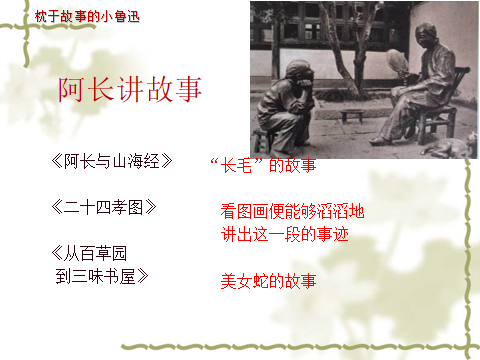 枕于故事的小鲁迅
阿长讲故事
《阿长与山海经》 “长毛”的故事
《二十四孝图》 看图画便能够滔滔地
讲出这一段的事迹
《从百草园
到三味书屋》 美女蛇的故事